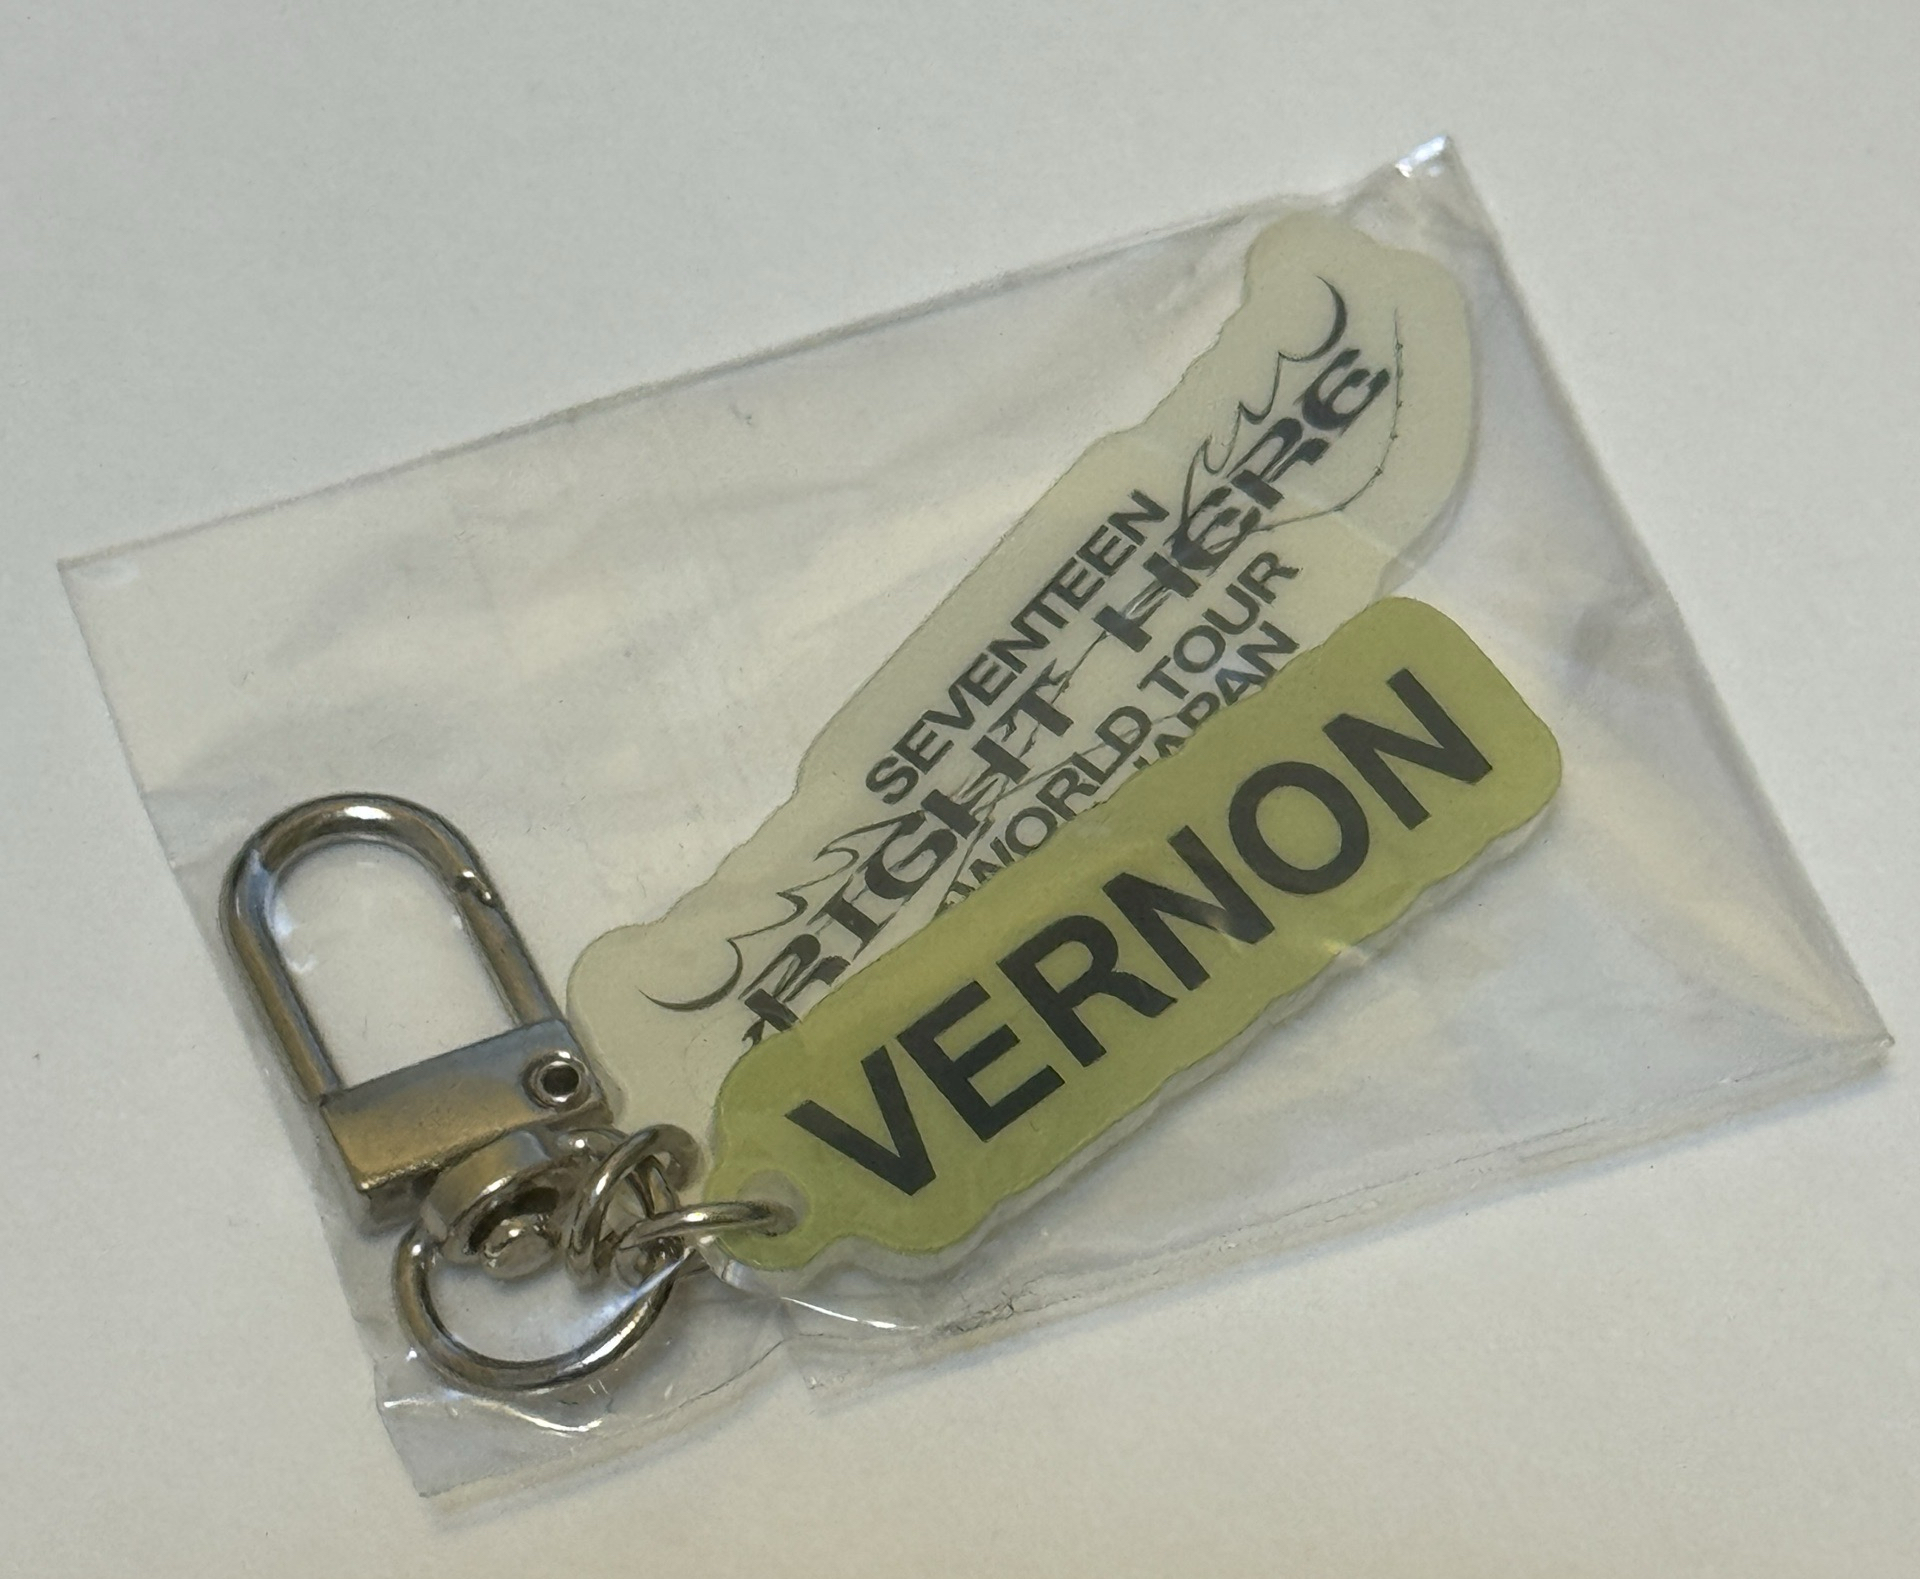 SEVENTEEN
RIGHT HERE
WORLD TOUR
JAPAN
VERNON